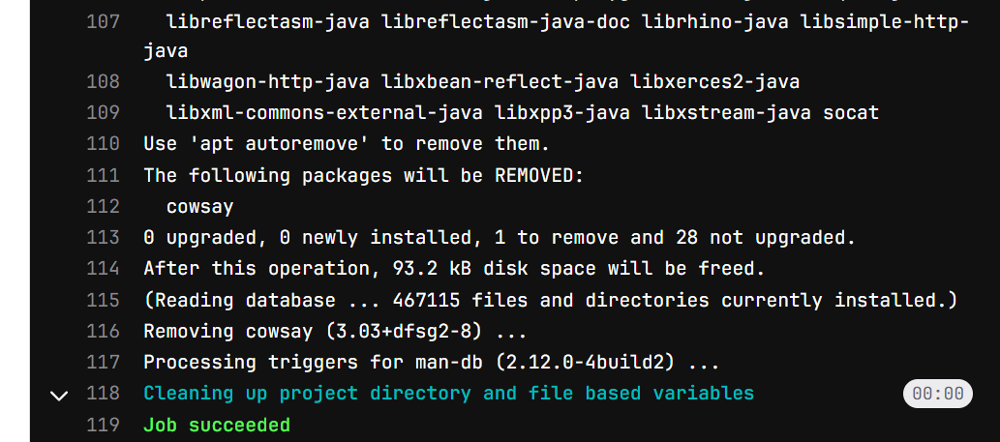 107 libreflectasm-java libreflectasm-java-doc librhino-java libsimple-http-
java
108 libwagon-http-java libxbean-reflect-java libxerces2-java
109 libxml-commons-external-java libxpp3-java libxstream-java socat
110 Use 'apt autoremove' to remove them.
111 The following packages will be REMOVED:
112 cowsay
113 0 upgraded, 0 newly installed, 1 to remove and 28 not upgraded.
114 After this operation, 93.2 kB disk space will be freed.
115 (Reading database ... 467115 files and directories currently installed.)
116 Removing cowsay (3.03+dfsg2-8) ...
117 Processing triggers for man-db (2.12.0-4build2) ...
118 Cleaning up project directory and file based variables 00:00
119 Job succeeded